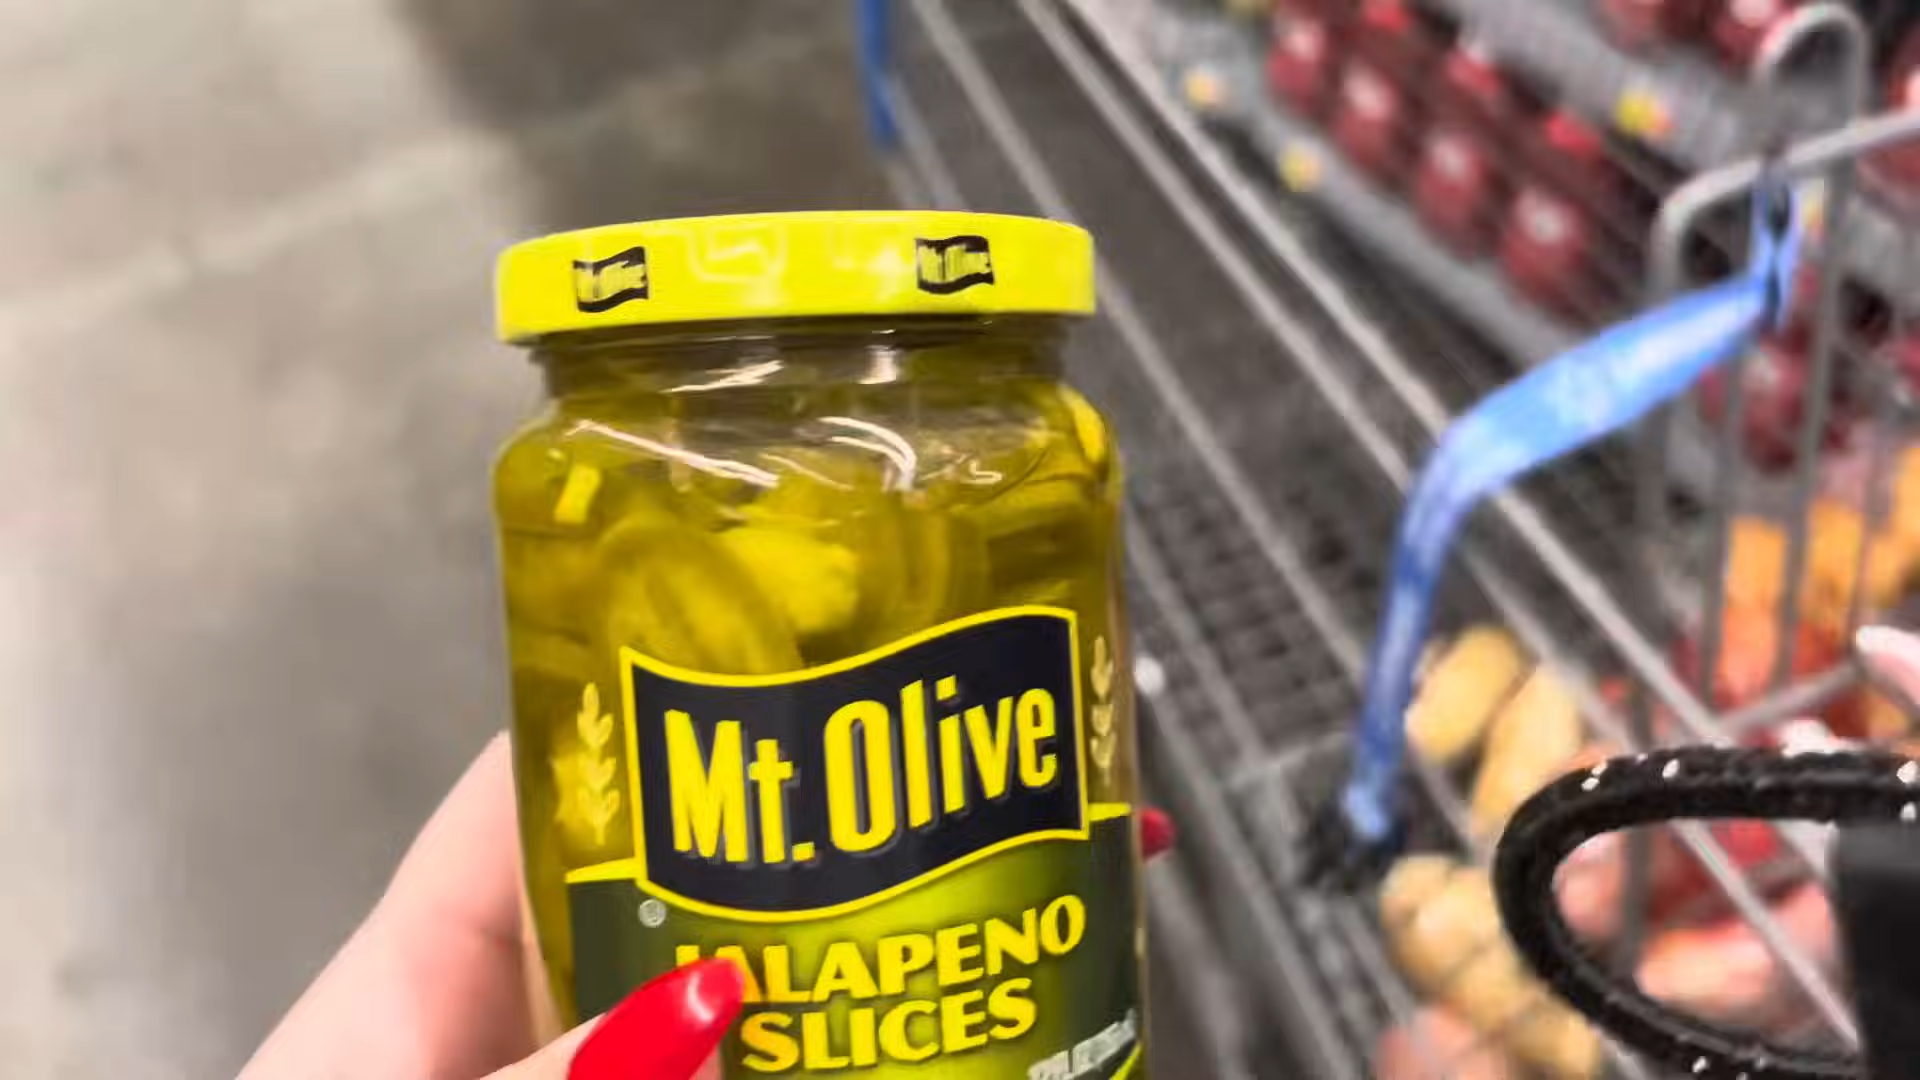 Mt. Olive
Mt. Olive
Mt. Olive
®
JALAPENO
SLICES